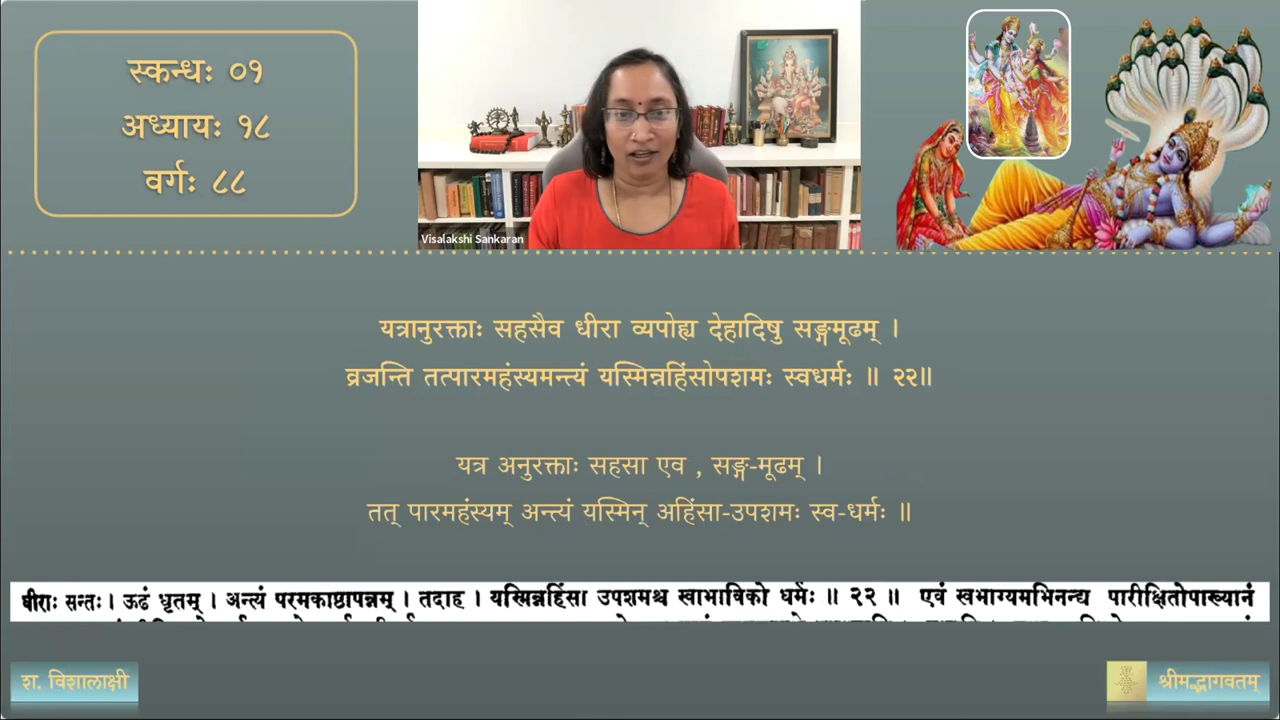 स्कन्धः ०१
अध्यायः १८
वर्गः ८८
Visalakshi Sankaran
यत्रानुरक्ताः सहसैव धीरा व्यपोह्य देहादिषु सङ्गमूढम् ।
व्रजन्ति तत्पारमहंस्यमन्त्यं यस्मिन्नहिंसोपशमः स्वधर्मः ॥ २२॥
यत्र अनुरक्ताः सहसा एव , सङ्ग-मूढम् ।
तत् पारमहंस्यम् अन्त्यं यस्मिन् अहिंसा-उपशमः स्व-धर्मः ॥
धीराः सन्तः । ऊढं धृतम् । अन्त्यं परमकाष्ठापन्नम् । तदाह । यस्मिन्नहिंसा उपशमश्च स्वाभाविको धर्मः ॥ २२ ॥ एवं स्वभाग्यमभिनन्द्य पारीक्षितोपाख्यानं
श. विशालाक्षी
श्रीमद्भागवतम्